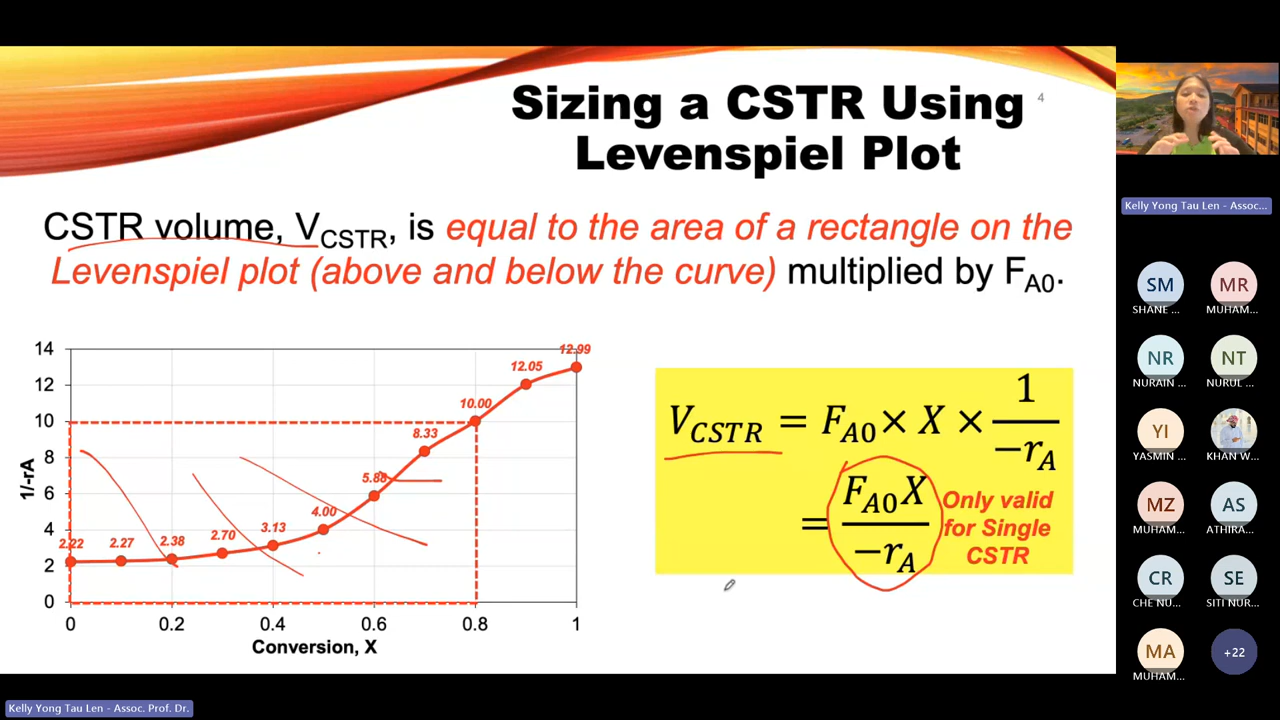 Sizing a CSTR Using
4
Levenspiel Plot
CSTR volume, V_CSTR, is equal to the area of a rectangle on the
Levenspiel plot (above and below the curve) multiplied by F_A0.
14
12
10
8
6
4
2
0
1/-rA
2.22
2.27
2.38
2.70
3.13
4.00
5.88
8.33
10.00
12.05
12.99
0
0.2
0.4
0.6
0.8
1
Conversion, X
V_CSTR = F_A0 × X × 1/−r_A
= F_A0 X/−r_A
Only valid
for Single
CSTR
Kelly Yong Tau Len - Assoc...
SM
MR
SHANE ...
MUHAM...
NR
NT
NURAIN ...
NURUL ...
YI
YASMIN ...
KHAN W...
MZ
AS
MUHAM...
ATHIRA...
CR
SE
CHE NU...
SITI NUR...
MA
+22
MUHAM...
Kelly Yong Tau Len - Assoc. Prof. Dr.